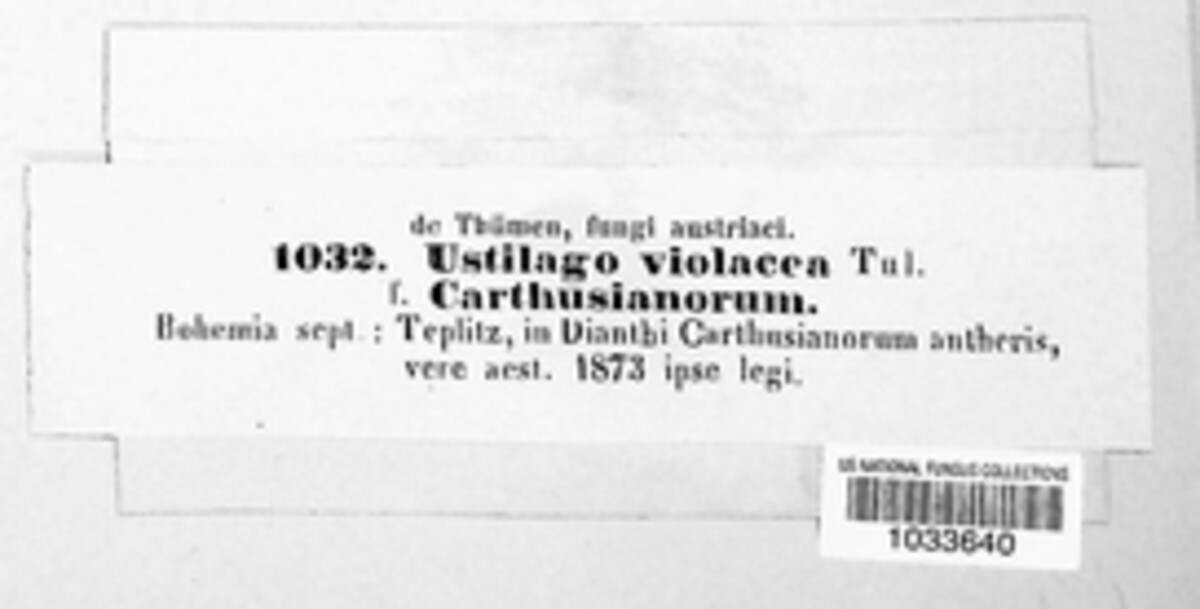 de Thümen, fungi austriaci.
1032. Ustilago violacea Tul.
f. Carthusianorum.
Bohemia sept.: Teplitz, in Dianthi Carthusianorum antheris,
vere aest. 1873 ipse legi.
US NATIONAL FUNGUS COLLECTIONS
1033640